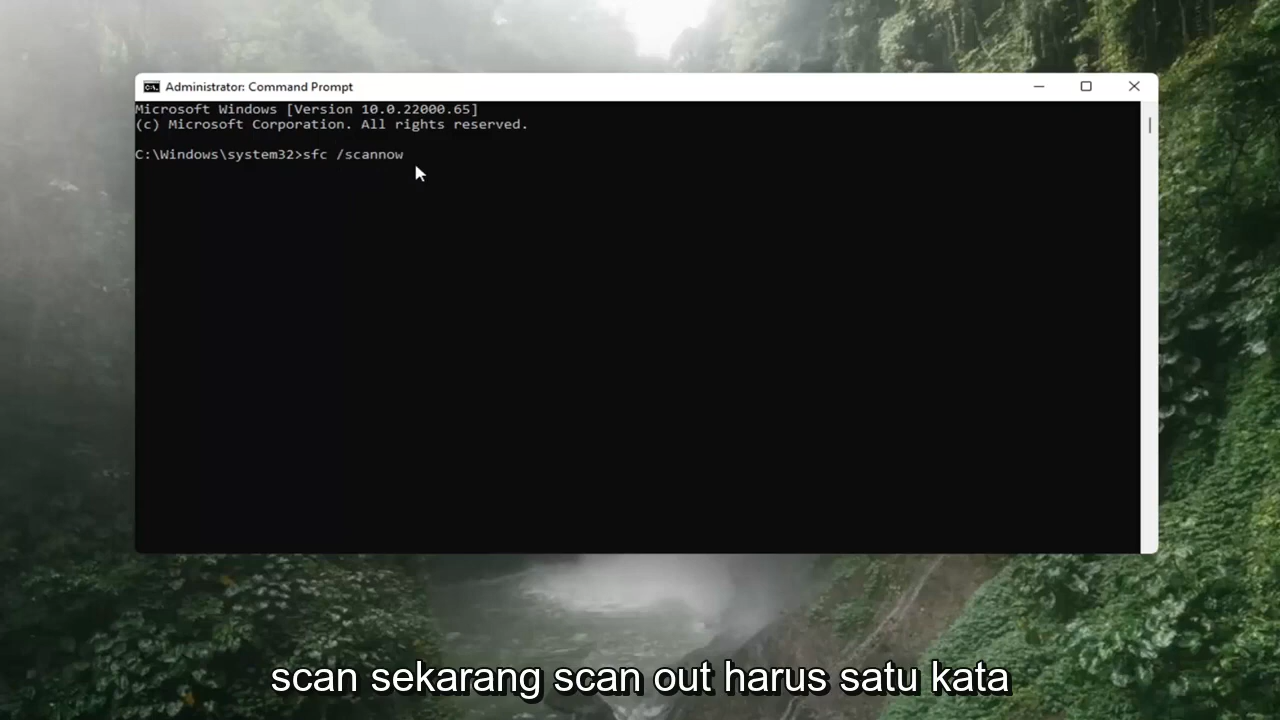 Administrator: Command Prompt
Microsoft Windows [Version 10.0.22000.65]
(c) Microsoft Corporation. All rights reserved.
C:\Windows\system32>sfc /scannow
scan sekarang scan out harus satu kata